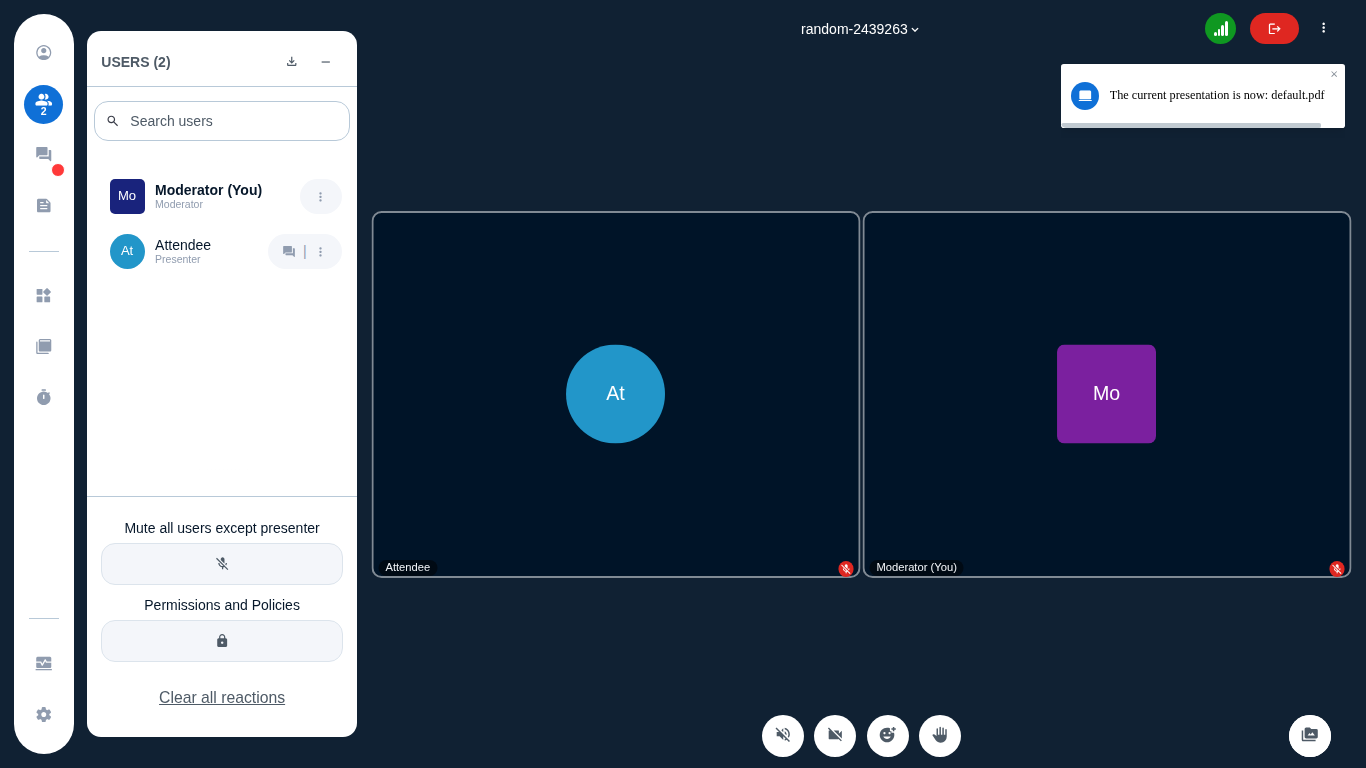 random-2439263
USERS (2)
2
Search users
Mo
Moderator (You)
Moderator
At
Attendee
Presenter
Mute all users except presenter
Permissions and Policies
Clear all reactions
The current presentation is now: default.pdf
At
Attendee
Mo
Moderator (You)